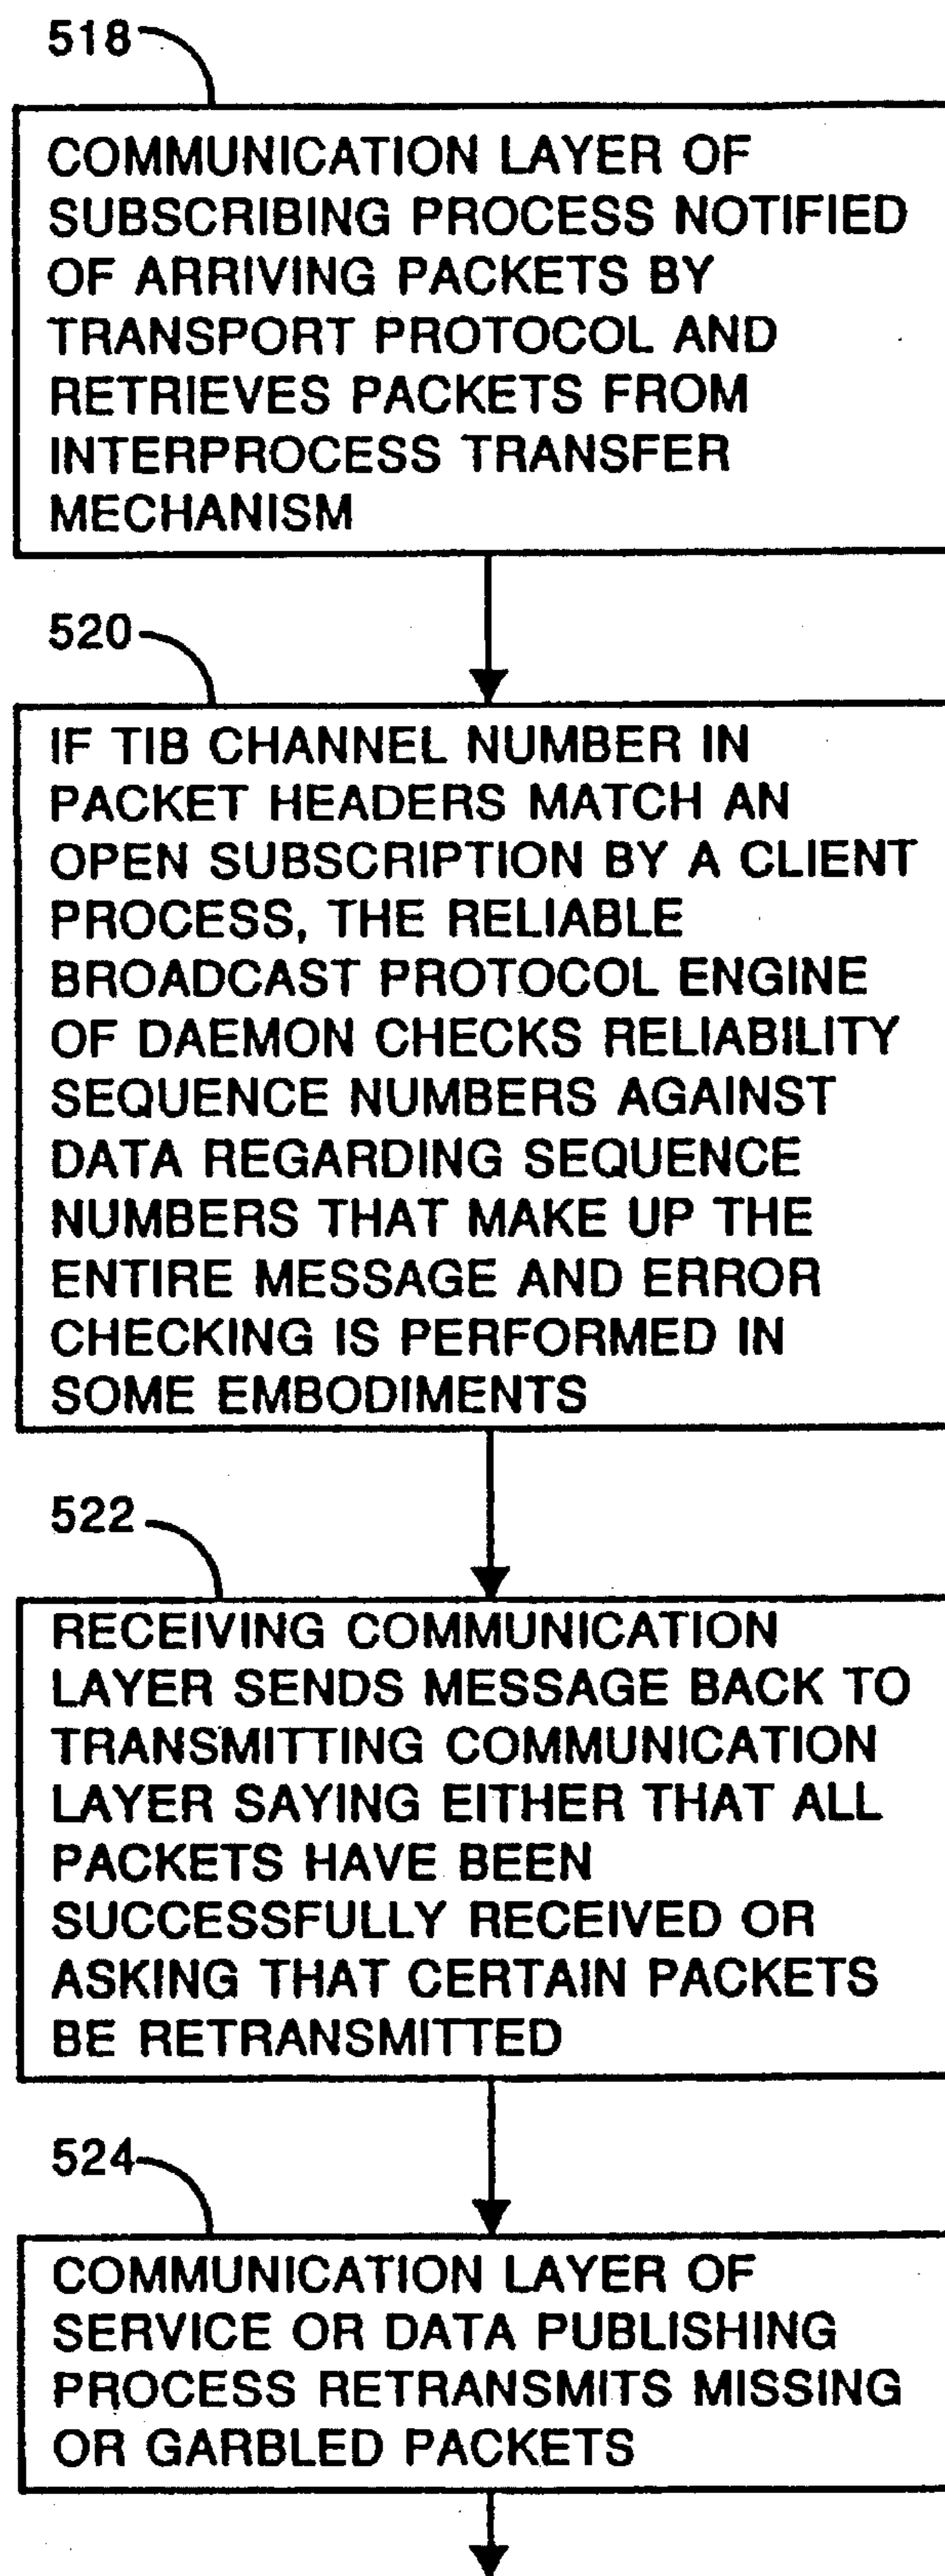 518
COMMUNICATION LAYER OF
SUBSCRIBING PROCESS NOTIFIED
OF ARRIVING PACKETS BY
TRANSPORT PROTOCOL AND
RETRIEVES PACKETS FROM
INTERPROCESS TRANSFER
MECHANISM
520
IF TIB CHANNEL NUMBER IN
PACKET HEADERS MATCH AN
OPEN SUBSCRIPTION BY A CLIENT
PROCESS, THE RELIABLE
BROADCAST PROTOCOL ENGINE
OF DAEMON CHECKS RELIABILITY
SEQUENCE NUMBERS AGAINST
DATA REGARDING SEQUENCE
NUMBERS THAT MAKE UP THE
ENTIRE MESSAGE AND ERROR
CHECKING IS PERFORMED IN
SOME EMBODIMENTS
522
RECEIVING COMMUNICATION
LAYER SENDS MESSAGE BACK TO
TRANSMITTING COMMUNICATION
LAYER SAYING EITHER THAT ALL
PACKETS HAVE BEEN
SUCCESSFULLY RECEIVED OR
ASKING THAT CERTAIN PACKETS
BE RETRANSMITTED
524
COMMUNICATION LAYER OF
SERVICE OR DATA PUBLISHING
PROCESS RETRANSMITS MISSING
OR GARBLED PACKETS